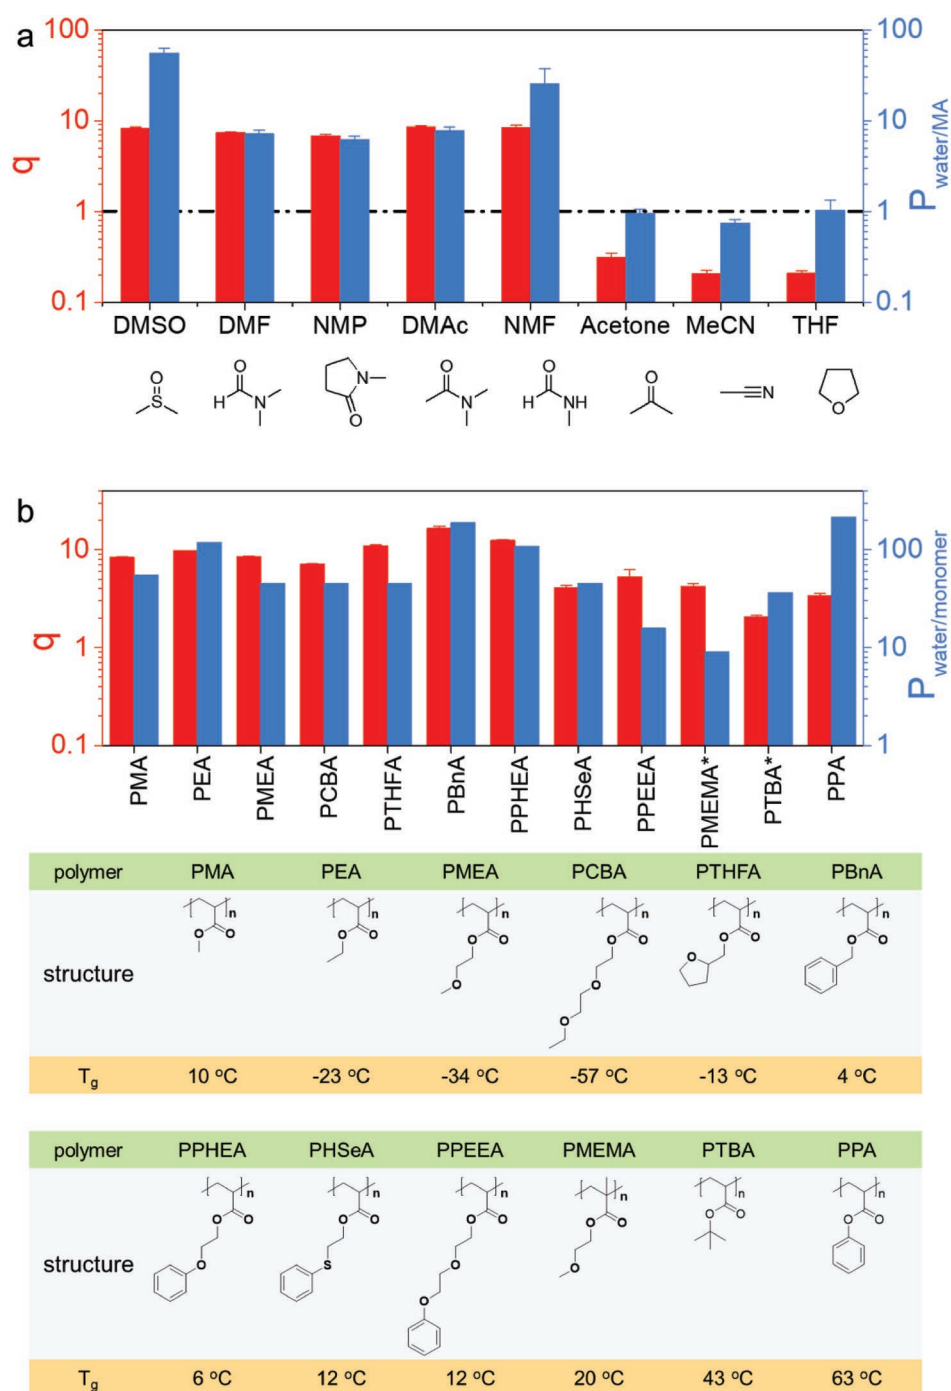 a
100
10
1
0.1
q
100
10
1
0.1
P water/MA
DMSO DMF NMP DMAc NMF Acetone MeCN THF
O S
O H N
N O
O N
O H NH
O
N
O
b
10
1
0.1
q
100
10
1
P water/monomer
PMA PEA PMEA PCBA PTHFA PBnA PPHEA PHSeA PPEEA PMEMA* PTBA* PPA
polymer PMA PEA PMEA PCBA PTHFA PBnA
n n n n n n
O O O O O O O O O O O O
structure
O O O
O
Tg 10 °C -23 °C -34 °C -57 °C -13 °C 4 °C
polymer PPHEA PHSeA PPEEA PMEMA PTBA PPA
n n n n n n
O O O O O O O O O O O O
structure
O S O O
O
Tg 6 °C 12 °C 12 °C 20 °C 43 °C 63 °C